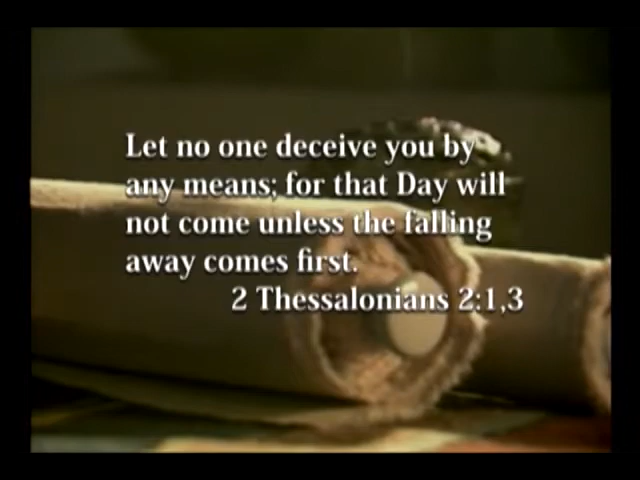 Let no one deceive you by
any means; for that Day will
not come unless the falling
away comes first.
2 Thessalonians 2:1,3